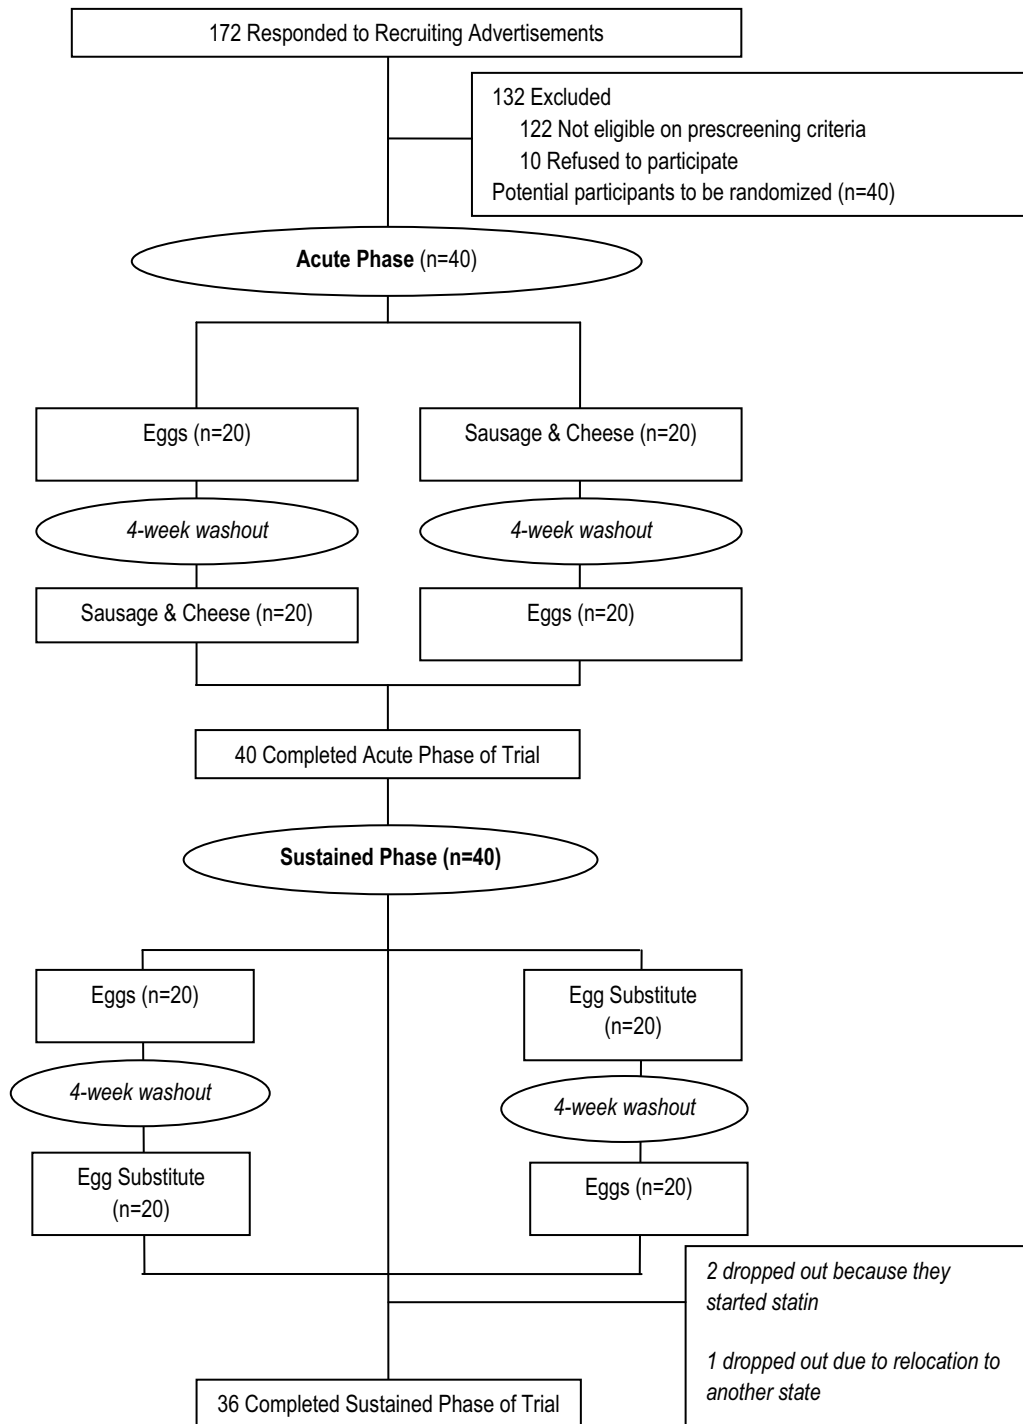 172 Responded to Recruiting Advertisements
132 Excluded
122 Not eligible on prescreening criteria
10 Refused to participate
Potential participants to be randomized (n=40)
Acute Phase (n=40)
Eggs (n=20)
Sausage & Cheese (n=20)
4-week washout
4-week washout
Sausage & Cheese (n=20)
Eggs (n=20)
40 Completed Acute Phase of Trial
Sustained Phase (n=40)
Eggs (n=20)
Egg Substitute
(n=20)
4-week washout
4-week washout
Egg Substitute
(n=20)
Eggs (n=20)
2 dropped out because they
started statin
1 dropped out due to relocation to
another state
36 Completed Sustained Phase of Trial